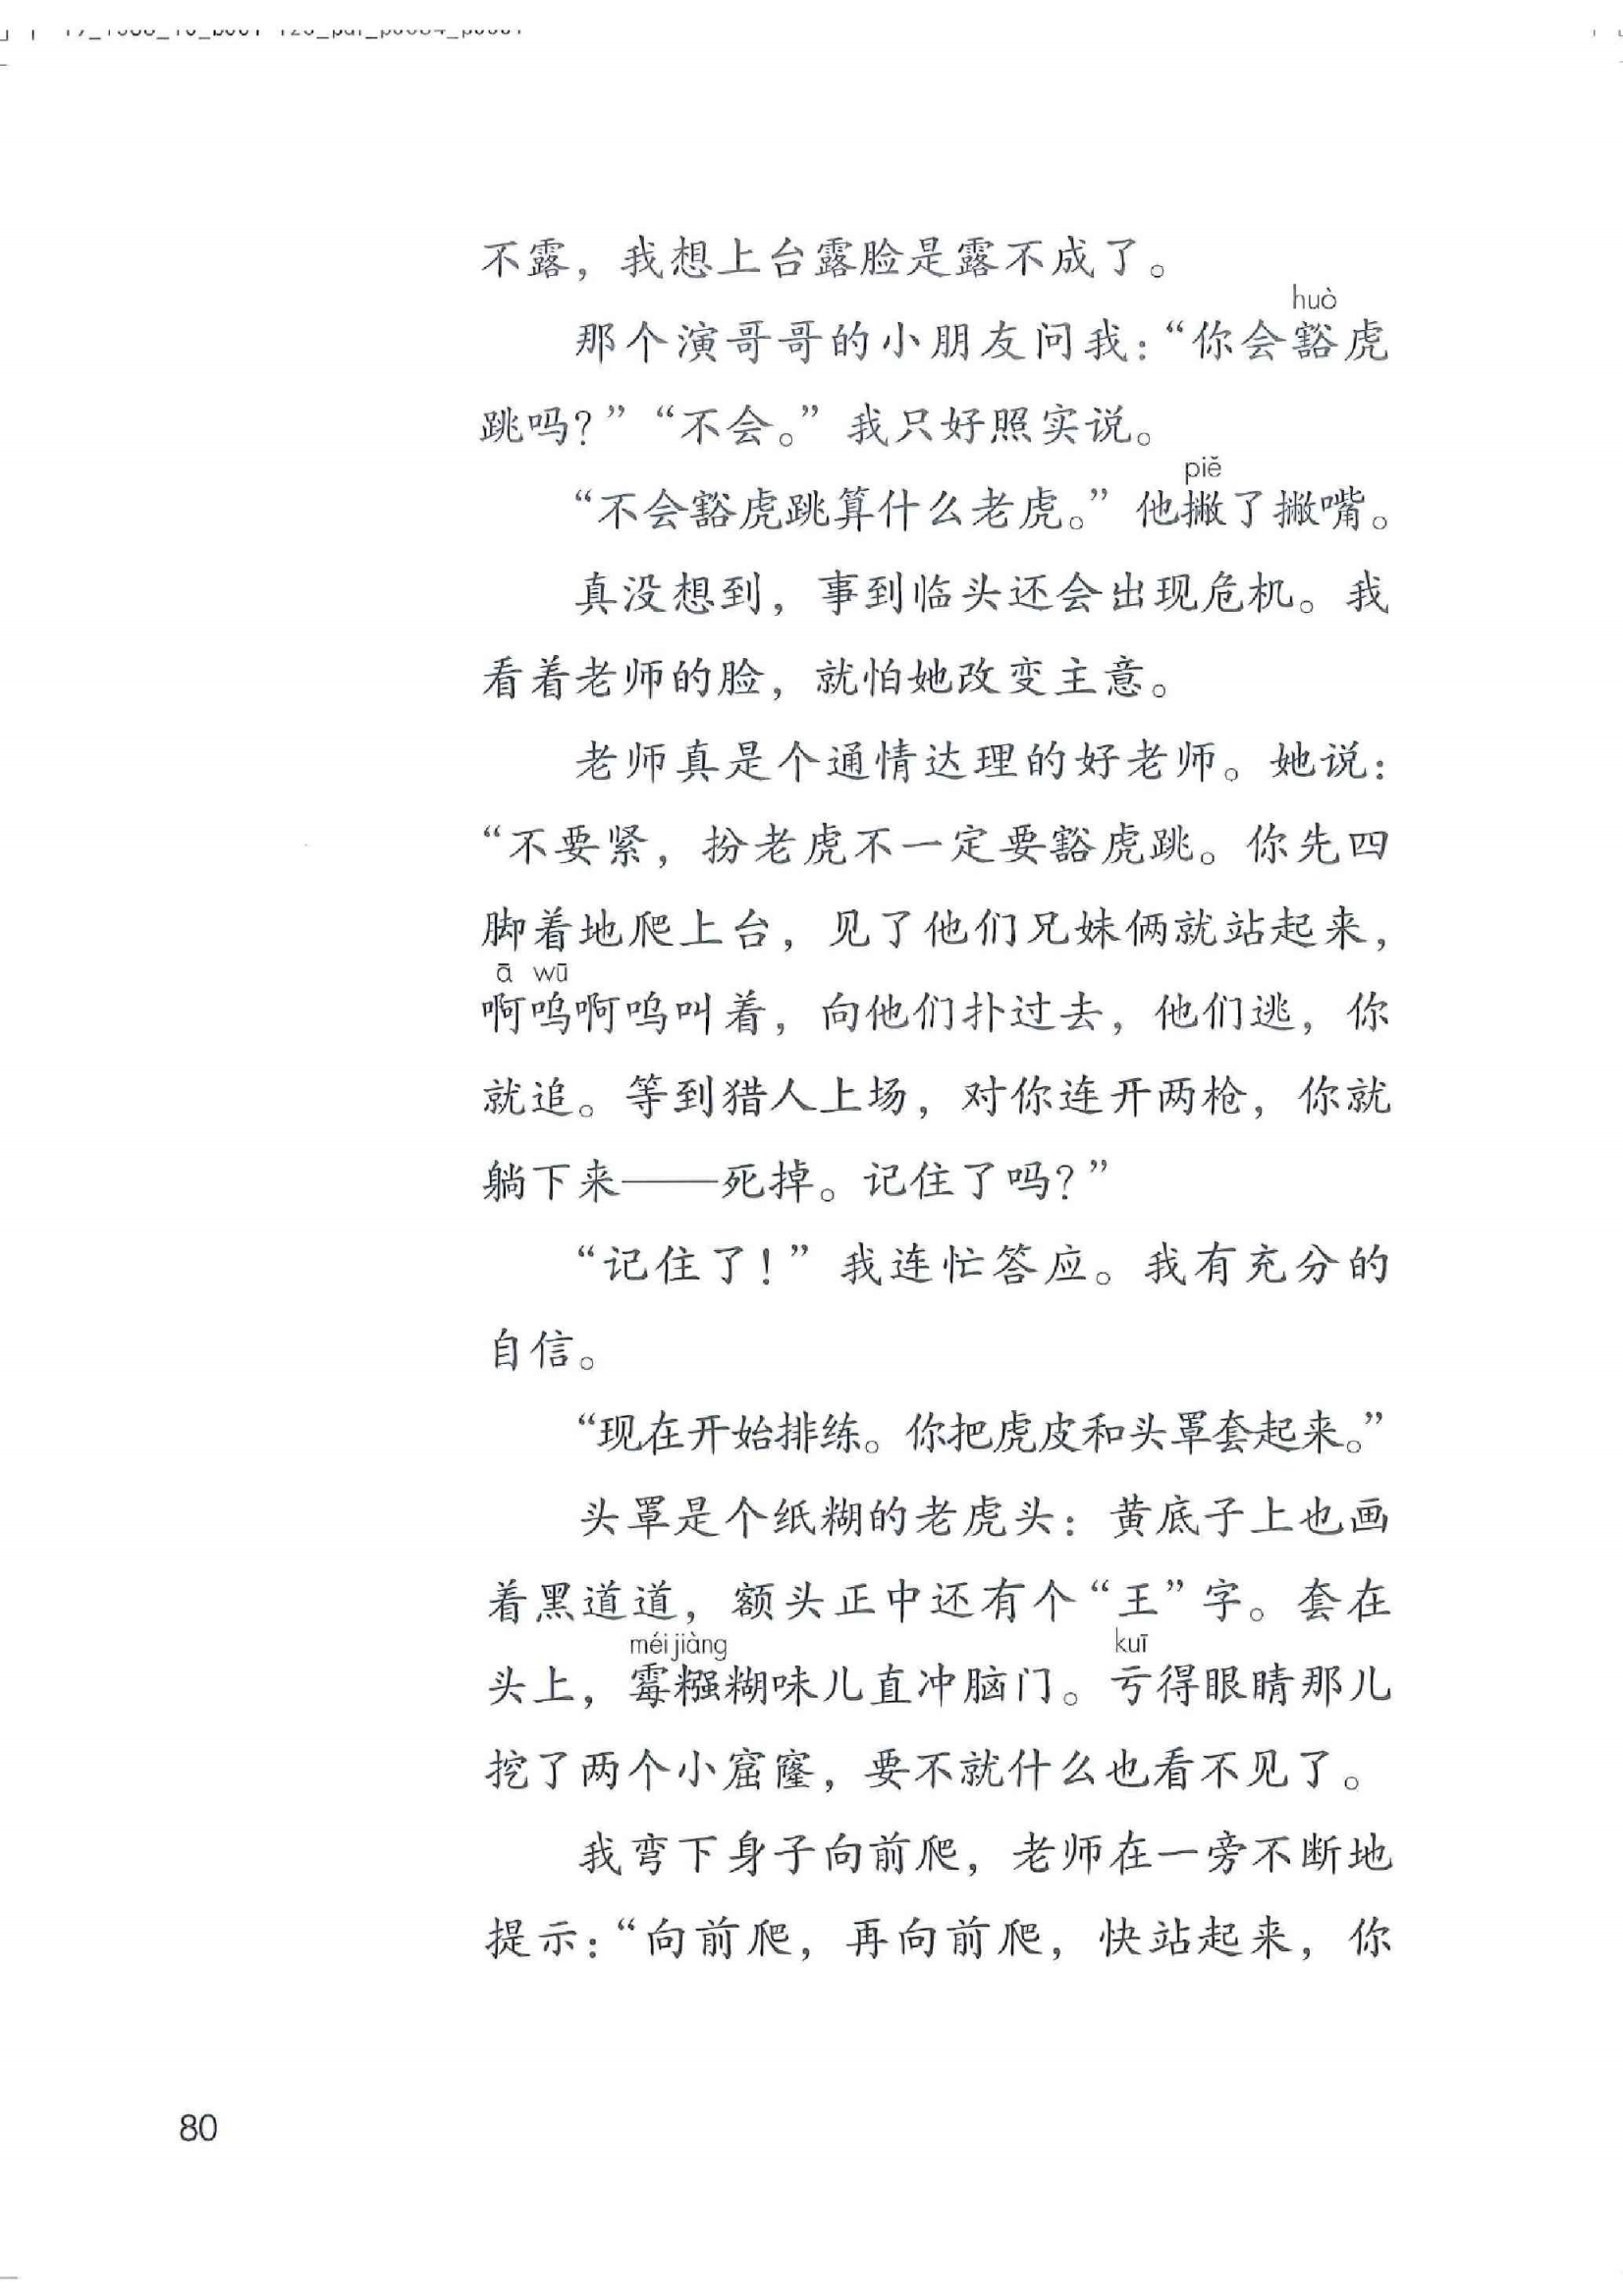 不露，我想上台露脸是露不成了。
huò
那个演哥哥的小朋友问我：“你会豁虎
跳吗？”“不会。”我只好照实说。
piě
“不会豁虎跳算什么老虎。”他撇了撇嘴。
真没想到，事到临头还会出现危机。我
看着老师的脸，就怕她改变主意。
老师真是个通情达理的好老师。她说：
“不要紧，扮老虎不一定要豁虎跳。你先四
脚着地爬上台，见了他们兄妹俩就站起来，
ā wū
啊呜啊呜叫着，向他们扑过去，他们逃，你
就追。等到猎人上场，对你连开两枪，你就
躺下来——死掉。记住了吗？”
“记住了！”我连忙答应。我有充分的
自信。
“现在开始排练。你把虎皮和头罩套起来。”
头罩是个纸糊的老虎头：黄底子上也画
着黑道道，额头正中还有个“王”字。套在
méi jiàng kuī
头上，霉糨糊味儿直冲脑门。亏得眼睛那儿
挖了两个小窟窿，要不就什么也看不见了。
我弯下身子向前爬，老师在一旁不断地
提示：“向前爬，再向前爬，快站起来，你
80